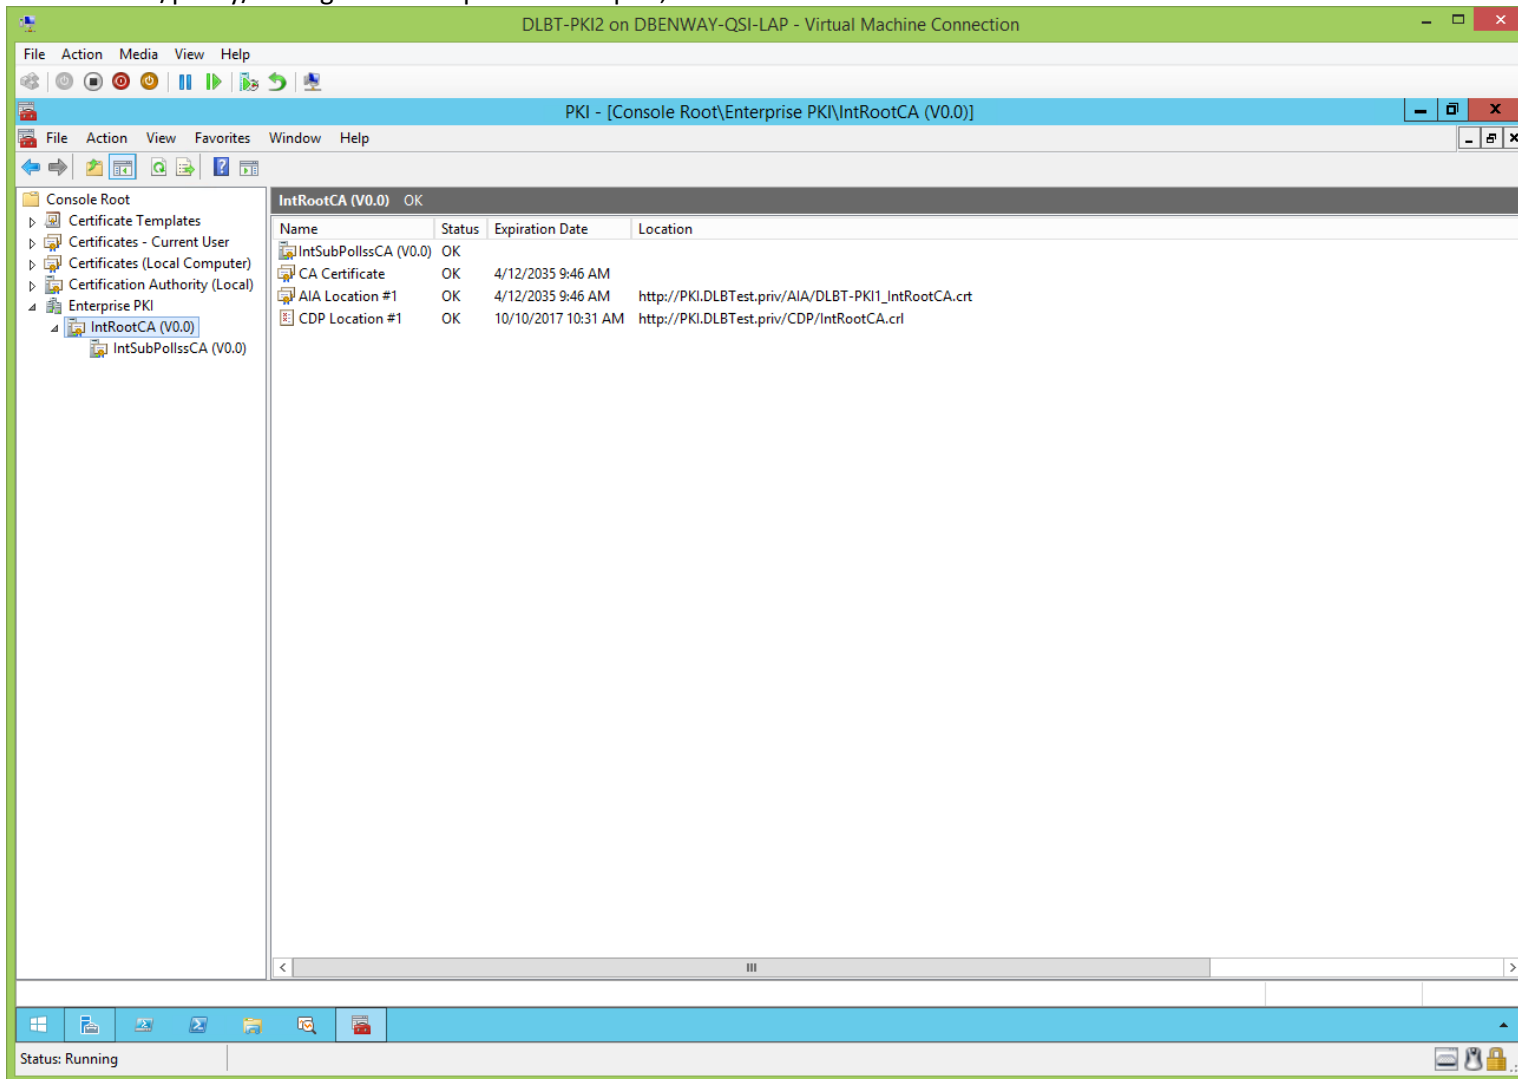 DLBT-PKI2 on DBENWAY-QSI-LAP - Virtual Machine Connection
File Action Media View Help
PKI - [Console Root\Enterprise PKI\IntRootCA (V0.0)]
File Action View Favorites Window Help
Console Root
Certificate Templates
Certificates - Current User
Certificates (Local Computer)
Certification Authority (Local)
Enterprise PKI
IntRootCA (V0.0)
IntSubPolIssCA (V0.0)
IntRootCA (V0.0) OK
Name Status Expiration Date Location
IntSubPolIssCA (V0.0) OK
CA Certificate OK 4/12/2035 9:46 AM
AIA Location #1 OK 4/12/2035 9:46 AM http://PKI.DLBTest.priv/AIA/DLBT-PKI1_IntRootCA.crt
CDP Location #1 OK 10/10/2017 10:31 AM http://PKI.DLBTest.priv/CDP/IntRootCA.crl
Status: Running